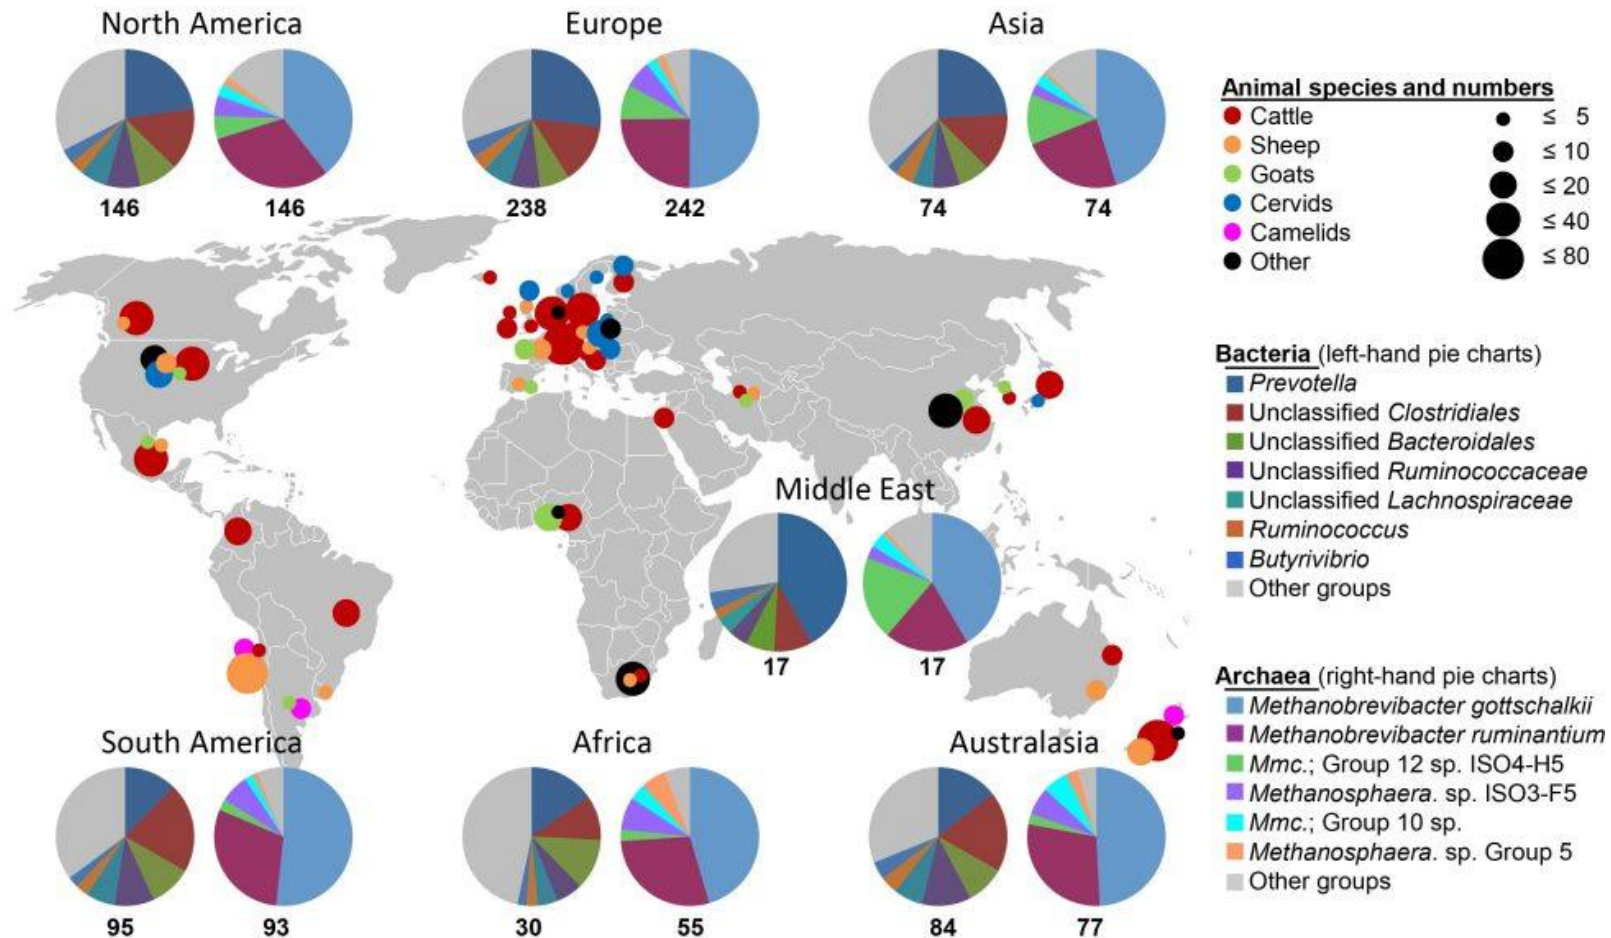 North America
Europe
Asia
146
146
238
242
74
74
Animal species and numbers
Cattle
Sheep
Goats
Cervids
Camelids
Other
≤ 5
≤ 10
≤ 20
≤ 40
≤ 80
Bacteria (left-hand pie charts)
Prevotella
Unclassified Clostridiales
Unclassified Bacteroidales
Unclassified Ruminococcaceae
Unclassified Lachnospiraceae
Ruminococcus
Butyrivibrio
Other groups
Middle East
17
17
Archaea (right-hand pie charts)
Methanobrevibacter gottschalkii
Methanobrevibacter ruminantium
Mmc.; Group 12 sp. ISO4-H5
Methanosphaera. sp. ISO3-F5
Mmc.; Group 10 sp.
Methanosphaera. sp. Group 5
Other groups
South America
Africa
Australasia
95
93
30
55
84
77